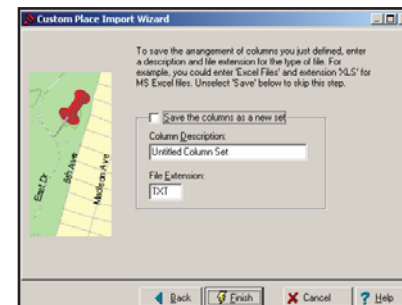 Custom Place Import Wizard
To save the arrangement of columns you just defined, enter
a description and file extension for the type of file. For
example, you could enter 'Excel Files' and extension 'XLS' for
MS Excel files. Unselect 'Save' below to skip this step.
Save the columns as a new set
Column Description:
Untitled Column Set
File Extension:
TXT
East Dr
5th Ave
Madison Ave
Back
Finish
Cancel
? Help